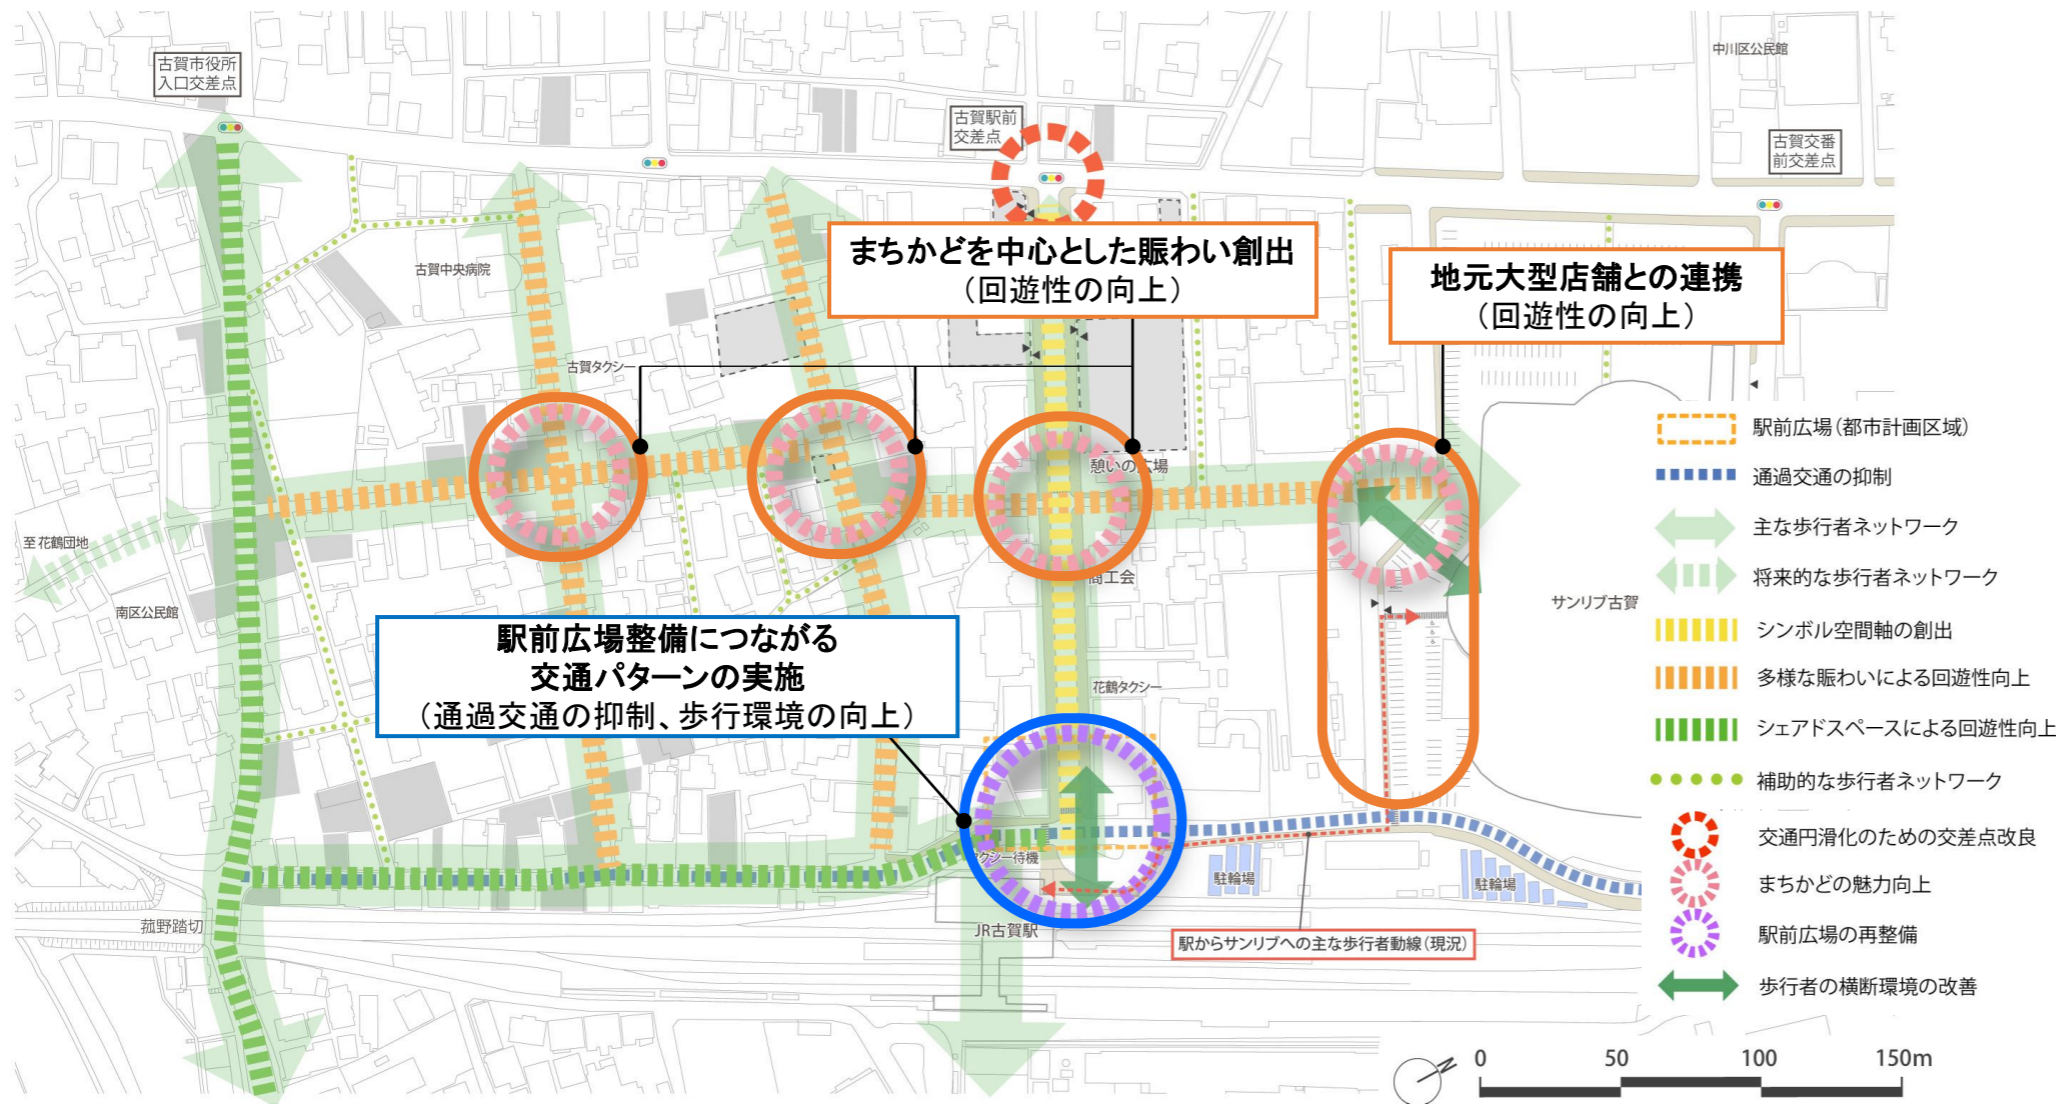 古賀市役所
入口交差点
中川区公民館
古賀駅前
交差点
古賀交番
前交差点
まちかどを中心とした賑わい創出
（回遊性の向上）
地元大型店舗との連携
（回遊性の向上）
古賀中央病院
古賀タクシー
憩いの広場
至花鶴団地
商工会
南区公民館
サンリブ古賀
駅前広場整備につながる
交通パターンの実施
（通過交通の抑制、歩行環境の向上）
花鶴タクシー
タクシー待機
駐輪場
駐輪場
菰野踏切
JR古賀駅
駅からサンリブへの主な歩行者動線（現況）
駅前広場（都市計画区域）
通過交通の抑制
主な歩行者ネットワーク
将来的な歩行者ネットワーク
シンボル空間軸の創出
多様な賑わいによる回遊性向上
シェアドスペースによる回遊性向上
補助的な歩行者ネットワーク
交通円滑化のための交差点改良
まちかどの魅力向上
駅前広場の再整備
歩行者の横断環境の改善
N
0 50 100 150m